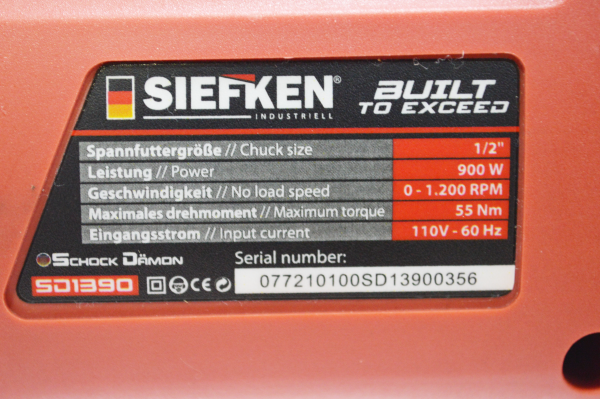 SIEFKEN®
INDUSTRIELL
BUILT
TO EXCEED
Spannfuttergröße // Chuck size 1/2"
Leistung // Power 900 W
Geschwindigkeit // No load speed 0 - 1.200 RPM
Maximales drehmoment // Maximum torque 55 Nm
Eingangsstrom // Input current 110V - 60 Hz
SCHOCK DÄMON
Serial number:
SD1390
CE
077210100SD13900356